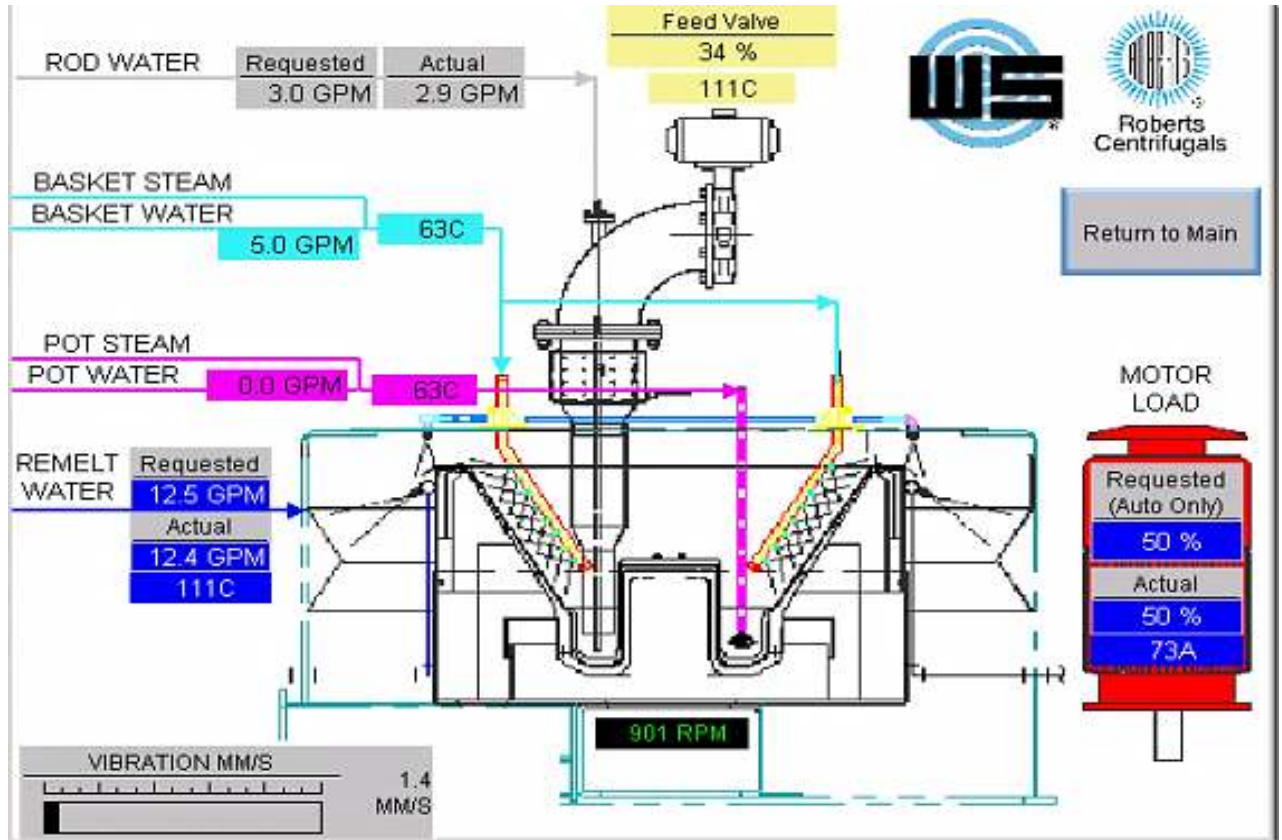 Feed Valve
34 %
111C
ROD WATER
Requested
3.0 GPM
Actual
2.9 GPM
WS
®
Roberts
Centrifugals
BASKET STEAM
BASKET WATER
5.0 GPM
63C
Return to Main
POT STEAM
POT WATER
0.0 GPM
63C
REMELT
WATER
Requested
12.5 GPM
Actual
12.4 GPM
111C
MOTOR
LOAD
Requested
(Auto Only)
50 %
Actual
50 %
73A
901 RPM
VIBRATION MM/S
1.4
MM/S